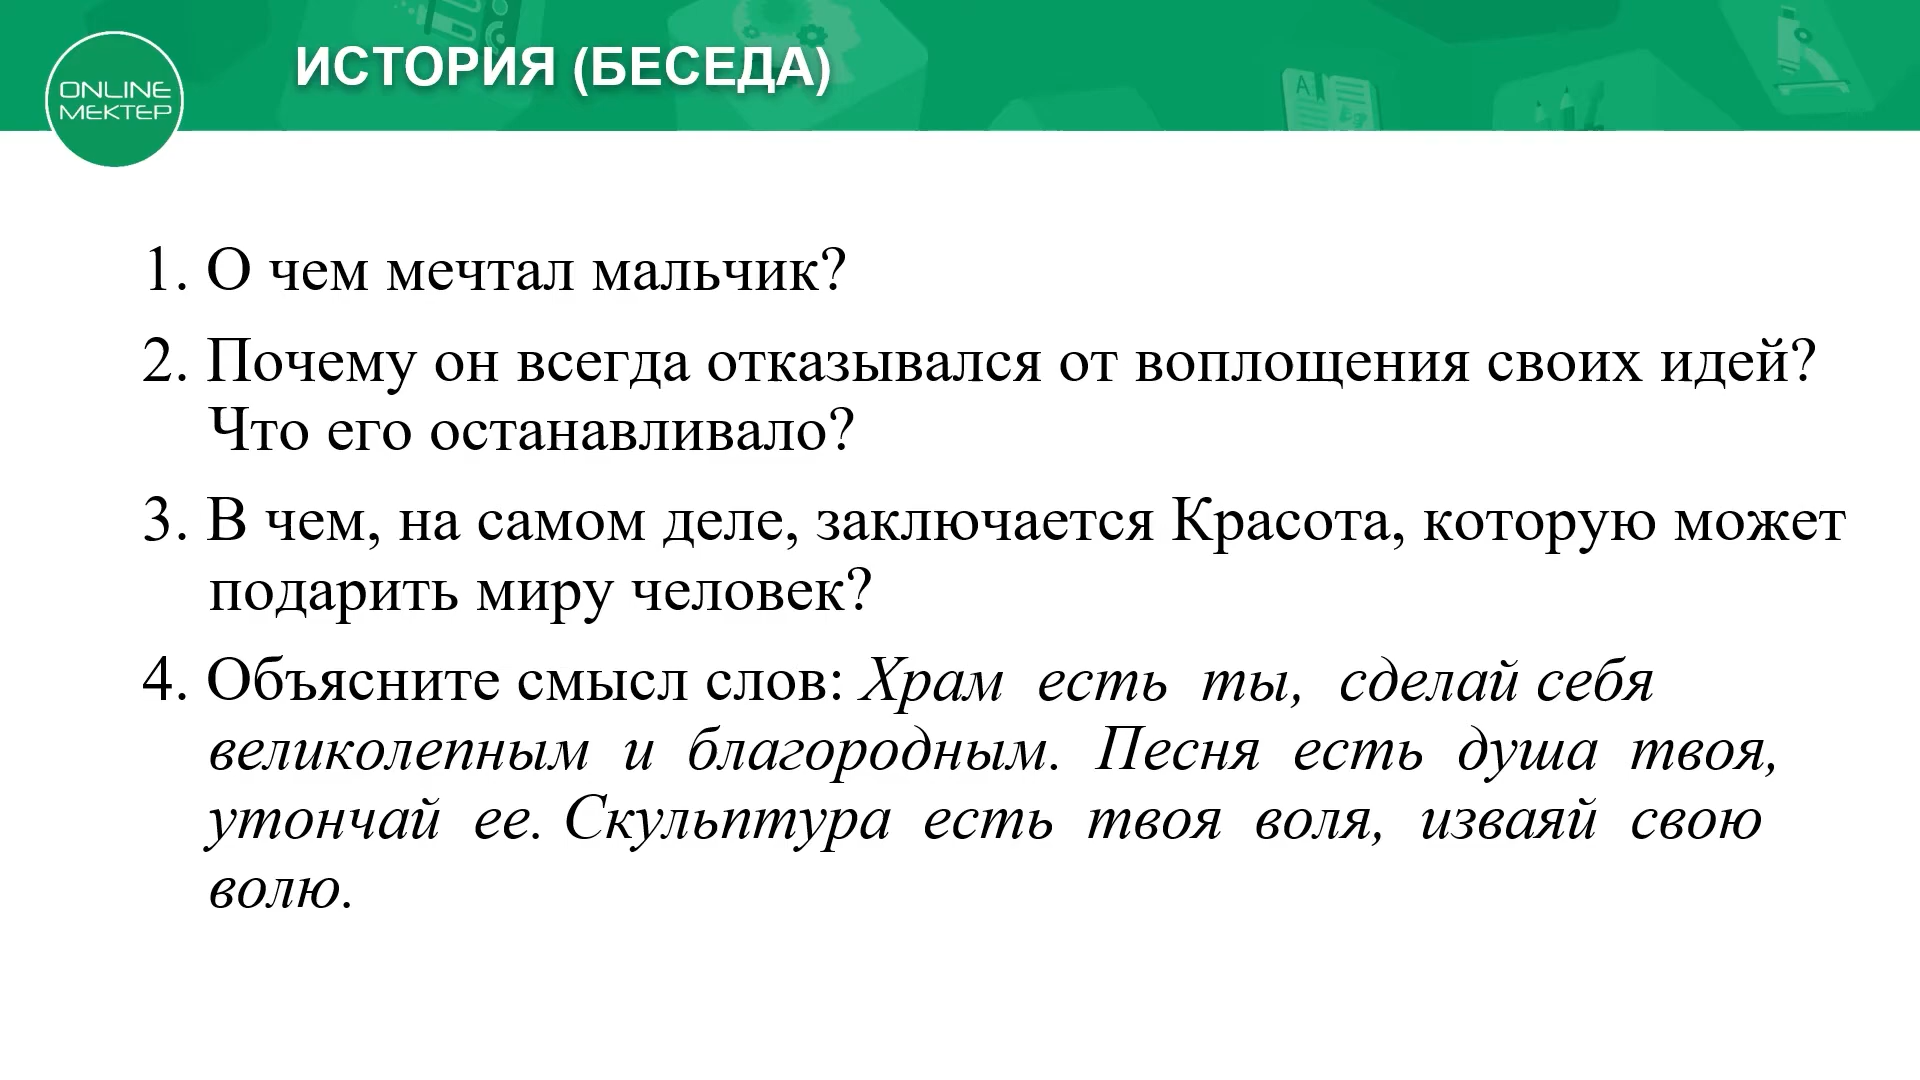 ИСТОРИЯ (БЕСЕДА)
ONLINE
МЕКТЕР
1. О чем мечтал мальчик?
2. Почему он всегда отказывался от воплощения своих идей?
Что его останавливало?
3. В чем, на самом деле, заключается Красота, которую может
подарить миру человек?
4. Объясните смысл слов: Храм есть ты, сделай себя
великолепным и благородным. Песня есть душа твоя,
утончай ее. Скульптура есть твоя воля, изваяй свою
волю.